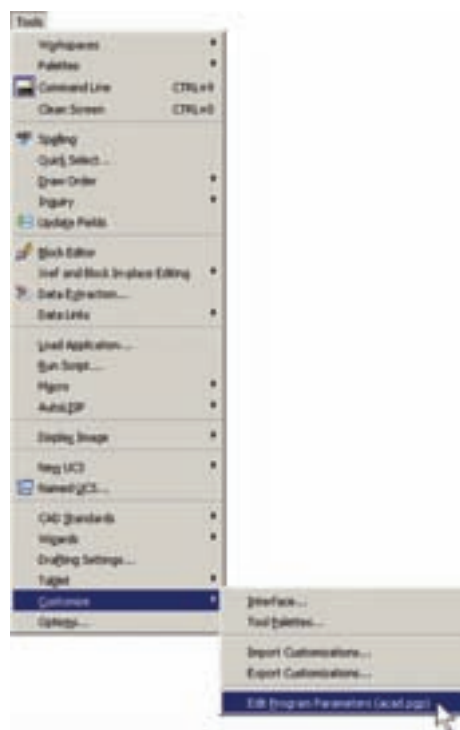 Tools
Workspaces
Palettes
Command Line CTRL+9
Clean Screen CTRL+0
Spelling
Quick Select...
Draw Order
Inquiry
Update Fields
Block Editor
Xref and Block In-place Editing
Data Extraction...
Data Links
Load Application...
Run Script...
Macro
AutoLISP
Display Image
New UCS
Named UCS...
CAD Standards
Wizards
Drafting Settings...
Tablet
Customize
Options...
Interface...
Tool Palettes...
Import Customizations...
Export Customizations...
Edit Program Parameters (acad.pgp)